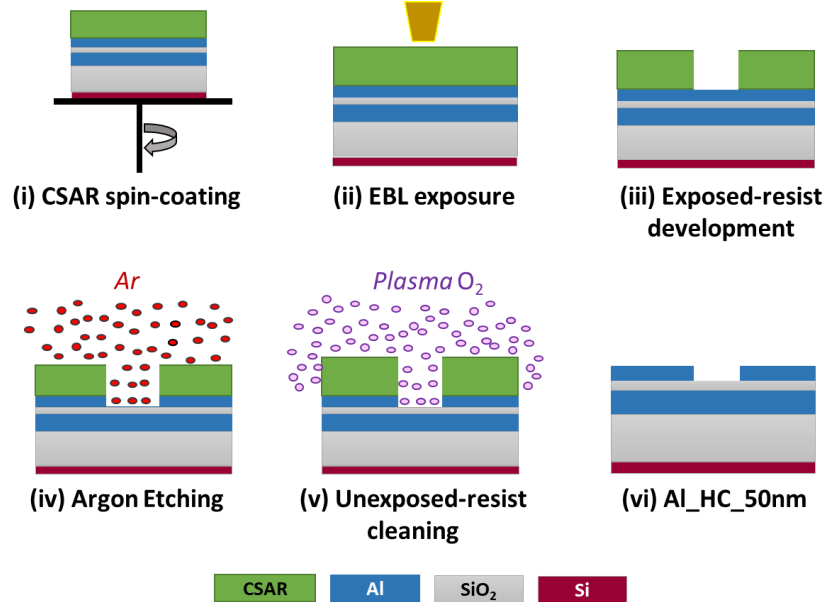 (i) CSAR spin-coating
(ii) EBL exposure
(iii) Exposed-resist
development
Ar
Plasma O₂
(iv) Argon Etching
(v) Unexposed-resist
cleaning
(vi) Al_HC_50nm
CSAR
Al
SiO₂
Si